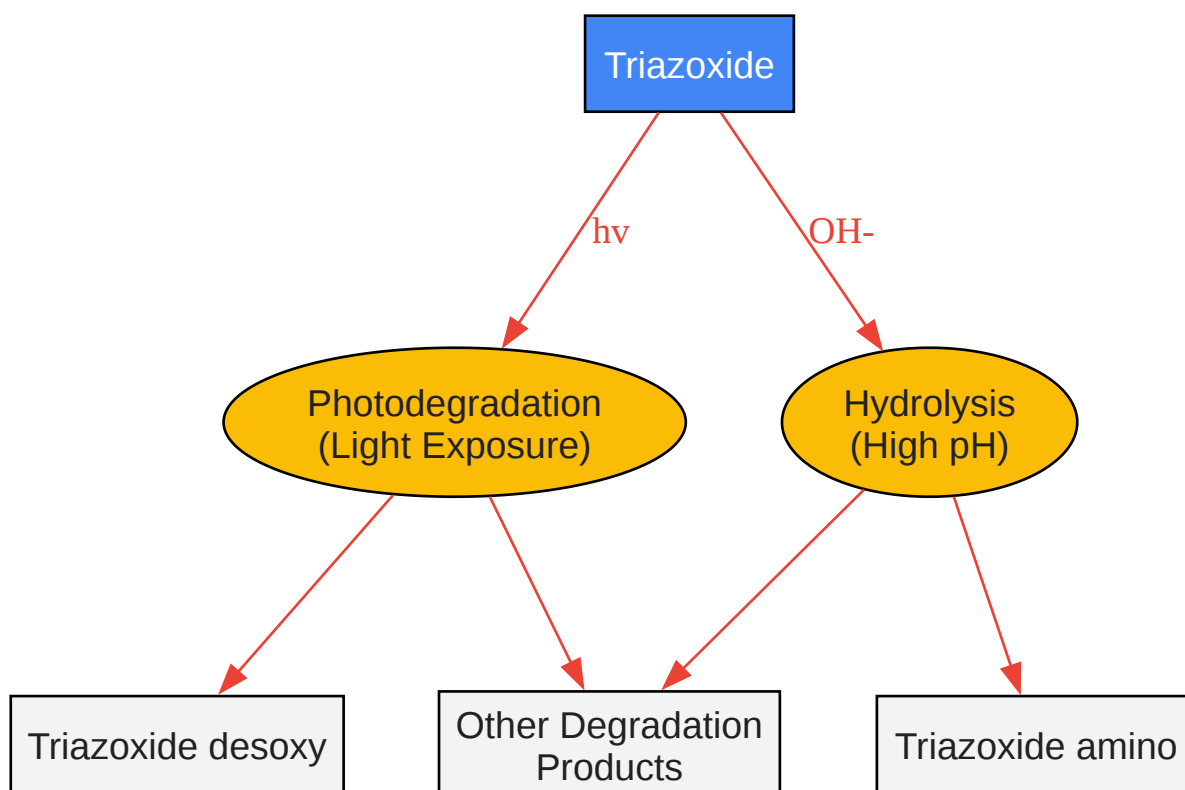 Triazoxide
hv
OH-
Photodegradation
(Light Exposure)
Hydrolysis
(High pH)
Triazoxide desoxy
Other Degradation
Products
Triazoxide amino